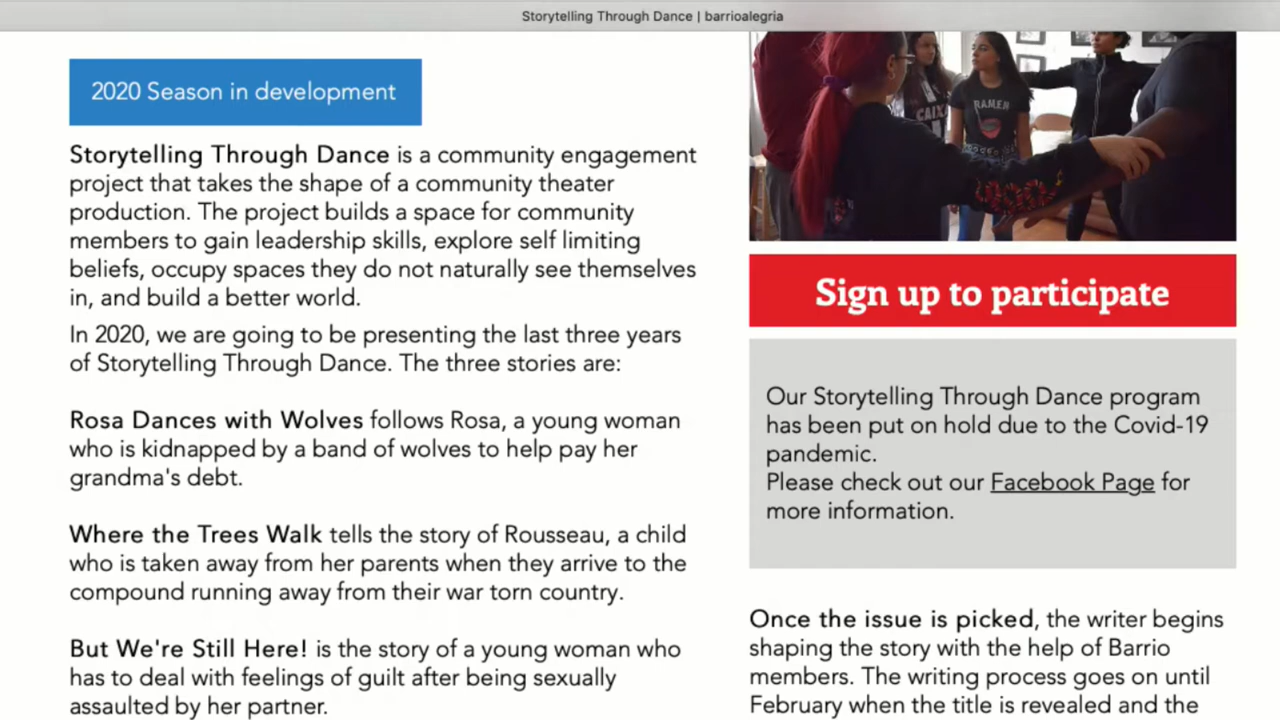 Storytelling Through Dance | barrioalegria
2020 Season in development
Storytelling Through Dance is a community engagement
project that takes the shape of a community theater
production. The project builds a space for community
members to gain leadership skills, explore self limiting
beliefs, occupy spaces they do not naturally see themselves
in, and build a better world.
In 2020, we are going to be presenting the last three years
of Storytelling Through Dance. The three stories are:
Rosa Dances with Wolves follows Rosa, a young woman
who is kidnapped by a band of wolves to help pay her
grandma's debt.
Where the Trees Walk tells the story of Rousseau, a child
who is taken away from her parents when they arrive to the
compound running away from their war torn country.
But We're Still Here! is the story of a young woman who
has to deal with feelings of guilt after being sexually
assaulted by her partner.
CAIX
RAMEN
Sign up to participate
Our Storytelling Through Dance program
has been put on hold due to the Covid-19
pandemic.
Please check out our Facebook Page for
more information.
Once the issue is picked, the writer begins
shaping the story with the help of Barrio
members. The writing process goes on until
February when the title is revealed and the